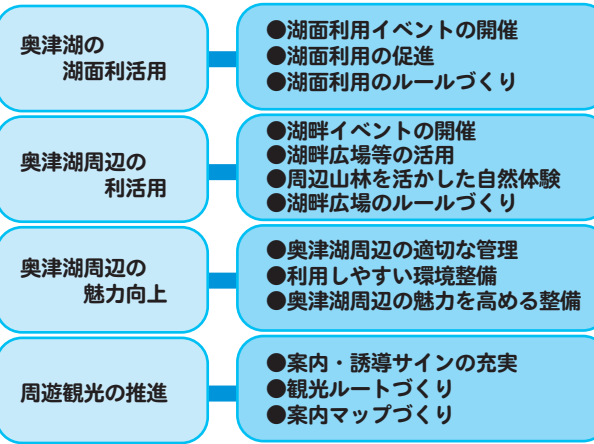 奥津湖の
湖面利活用
●湖面利用イベントの開催
●湖面利用の促進
●湖面利用のルールづくり
奥津湖周辺の
利活用
●湖畔イベントの開催
●湖畔広場等の活用
●周辺山林を活かした自然体験
●湖畔広場のルールづくり
奥津湖周辺の
魅力向上
●奥津湖周辺の適切な管理
●利用しやすい環境整備
●奥津湖周辺の魅力を高める整備
周遊観光の推進
●案内・誘導サインの充実
●観光ルートづくり
●案内マップづくり